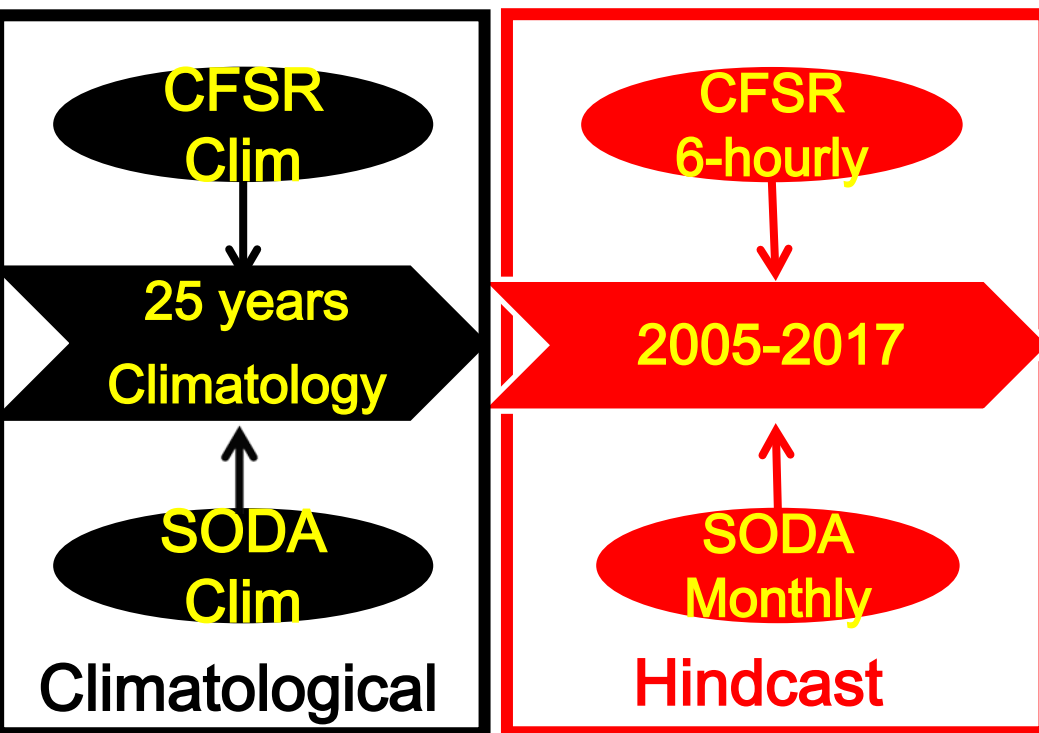 CFSR
Clim
25 years
Climatology
SODA
Clim
Climatological
CFSR
6-hourly
2005-2017
SODA
Monthly
Hindcast